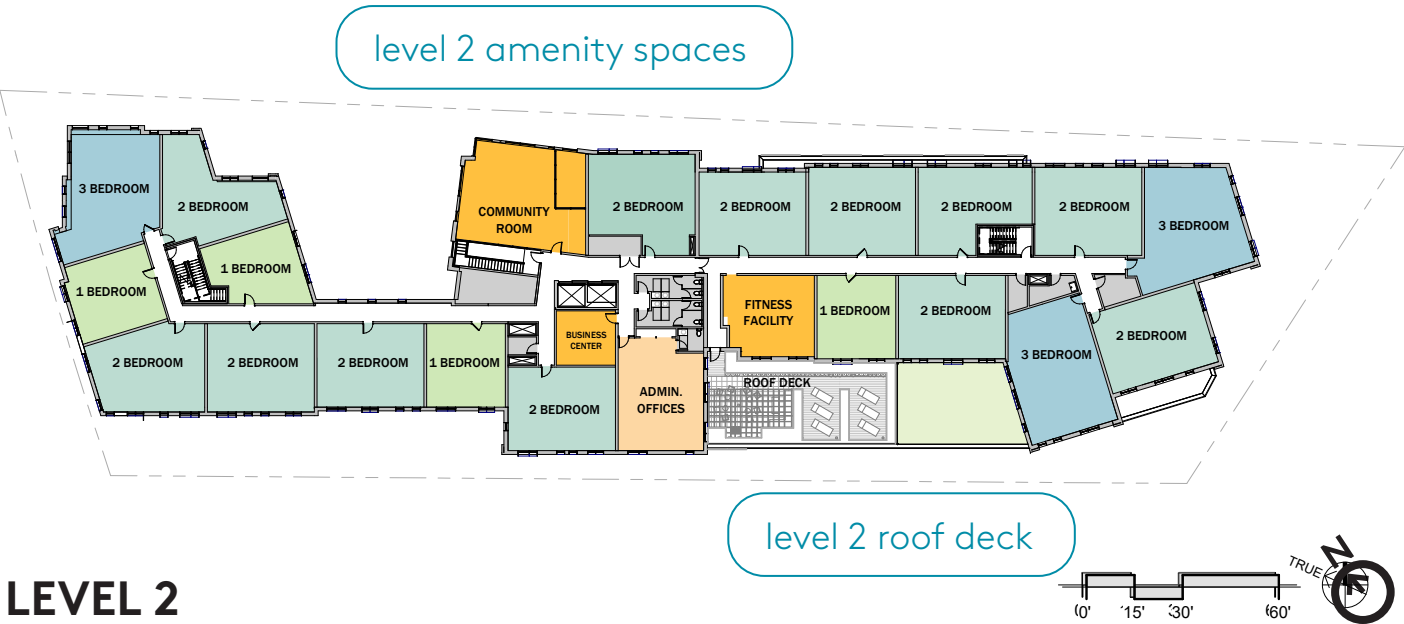 level 2 amenity spaces
3 BEDROOM
2 BEDROOM
1 BEDROOM
1 BEDROOM
2 BEDROOM
2 BEDROOM
2 BEDROOM
1 BEDROOM
COMMUNITY
ROOM
2 BEDROOM
2 BEDROOM
2 BEDROOM
2 BEDROOM
2 BEDROOM
3 BEDROOM
BUSINESS
CENTER
2 BEDROOM
ADMIN.
OFFICES
FITNESS
FACILITY
1 BEDROOM
2 BEDROOM
3 BEDROOM
2 BEDROOM
ROOF DECK
level 2 roof deck
LEVEL 2
0' 15' 30' 60'
TRUE N